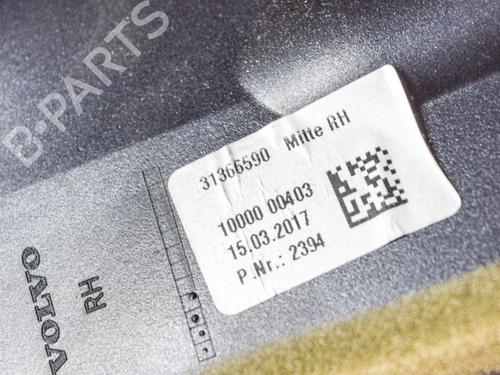 B-PARTS
31366590 Mitte RH
10000 00403
15.03.2017
P.Nr.: 2394
VOLVO
RH